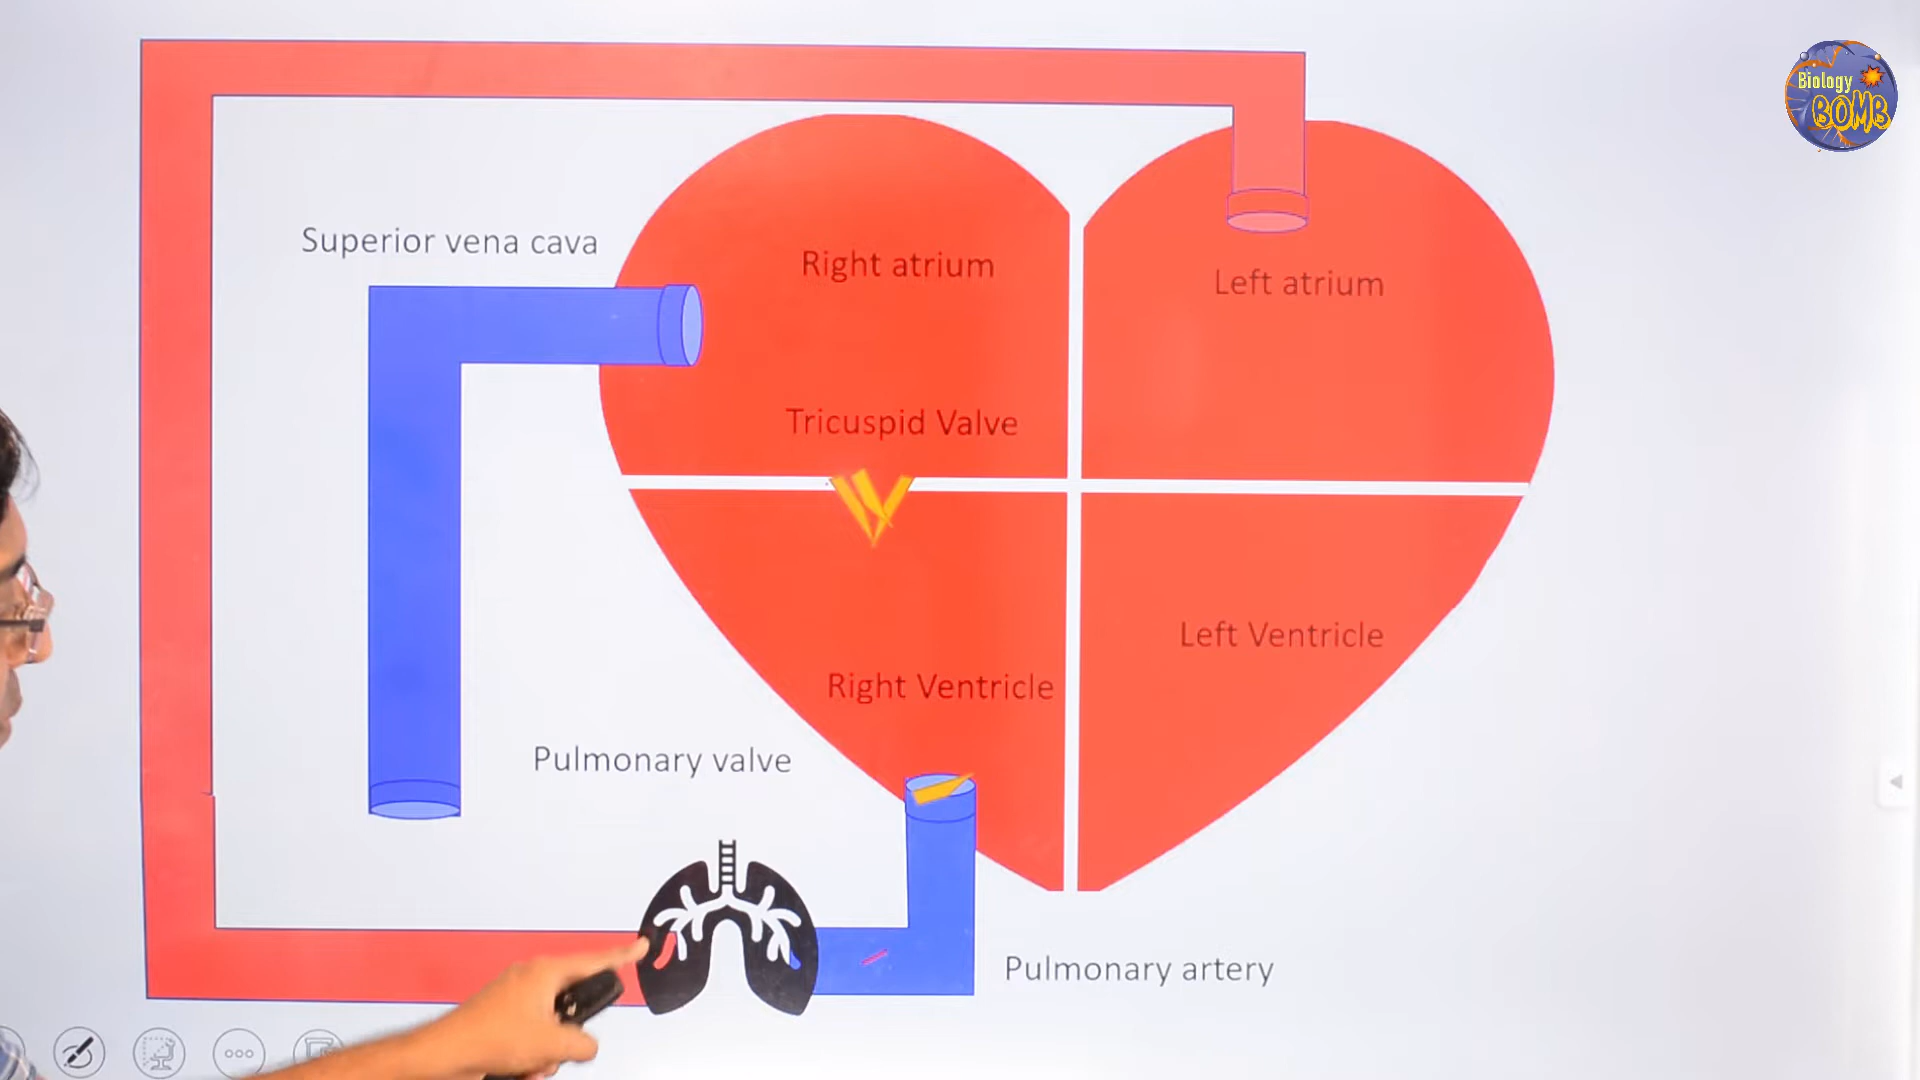 Biology
BOMB
Superior vena cava
Right atrium
Left atrium
Tricuspid Valve
Left Ventricle
Right Ventricle
Pulmonary valve
Pulmonary artery